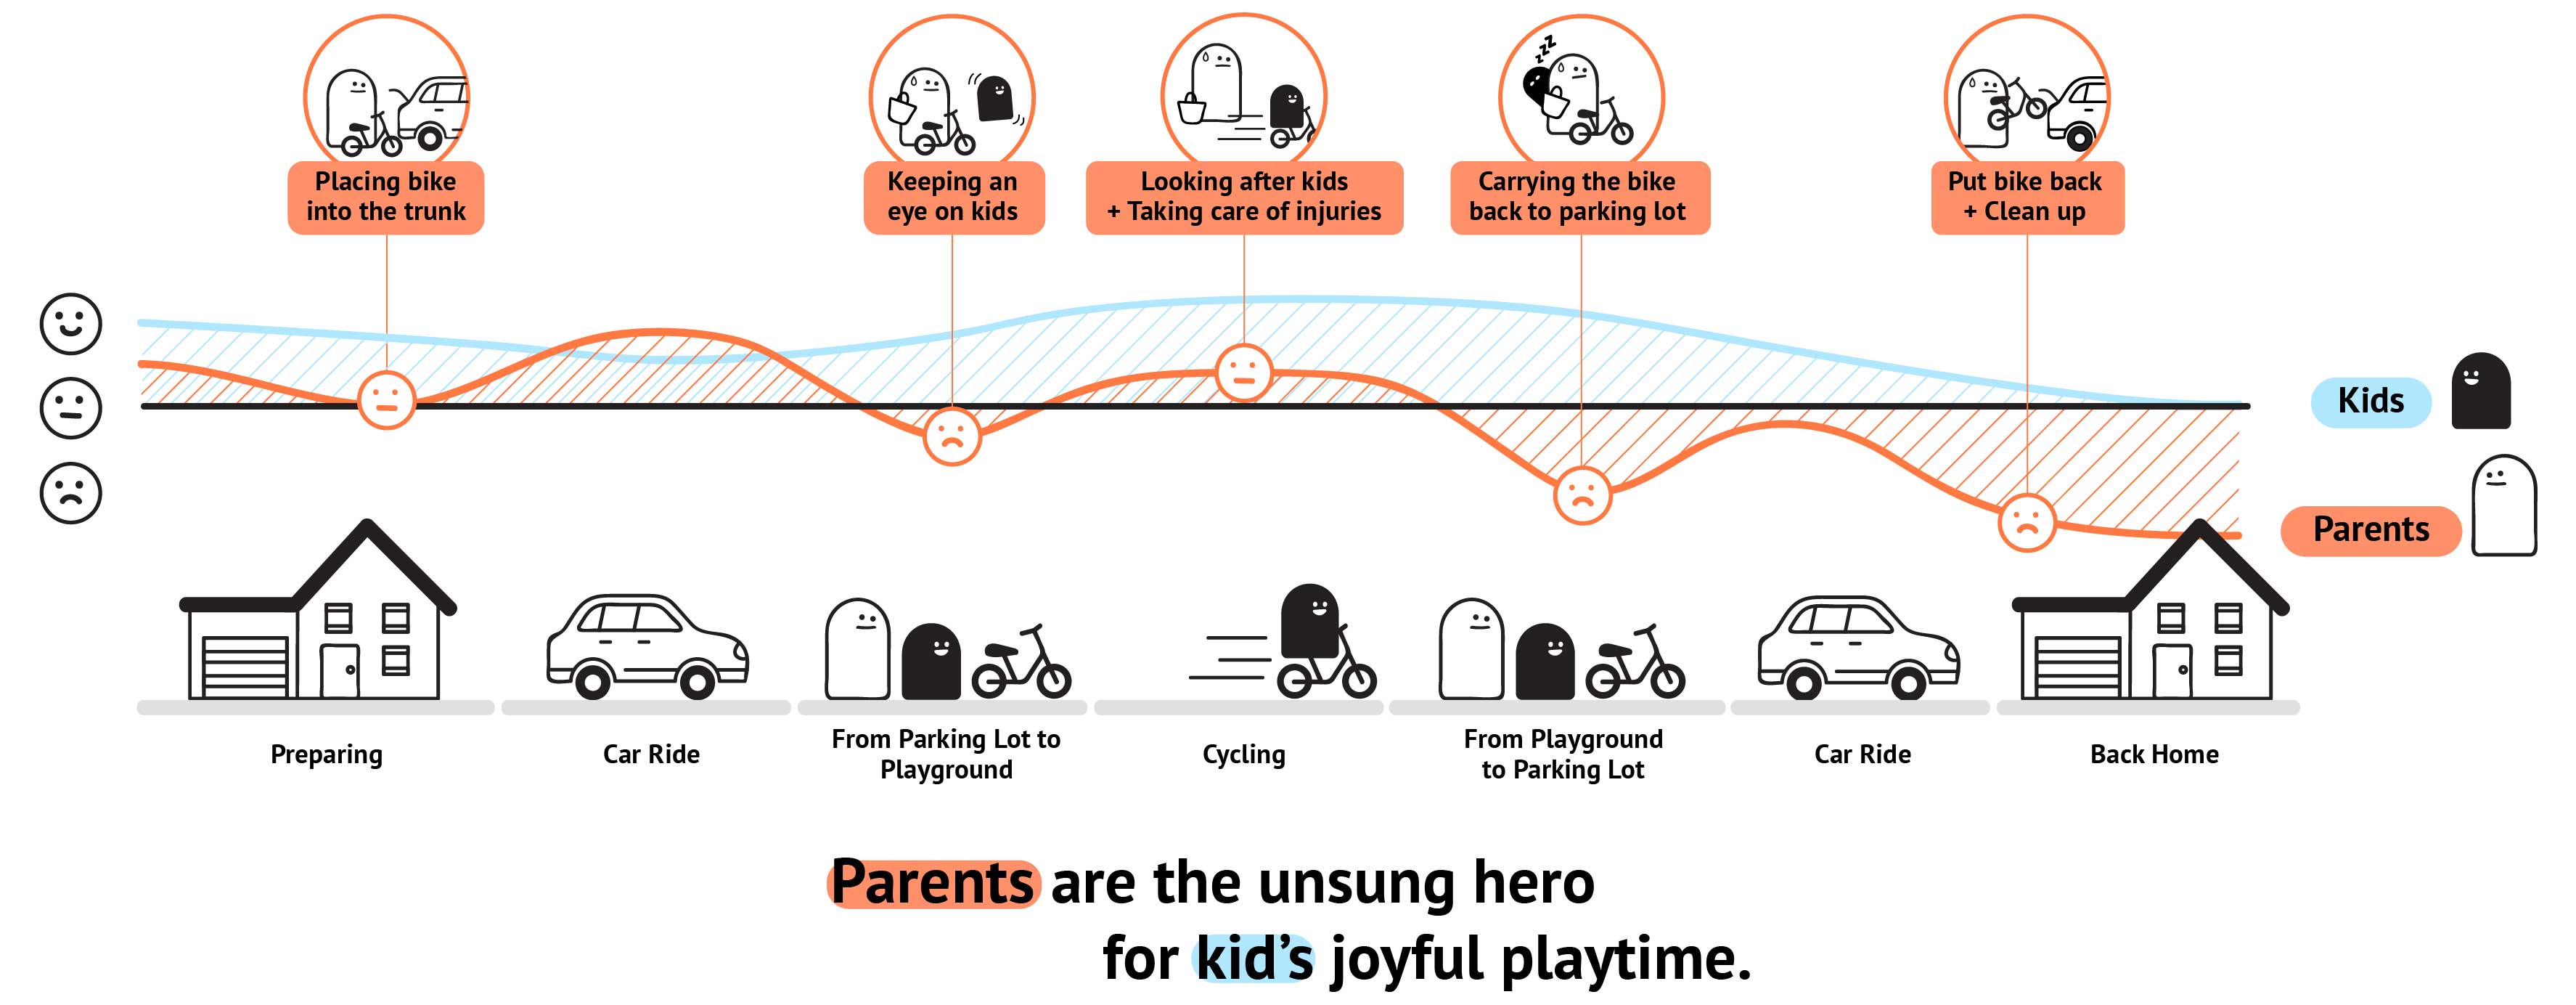 Placing bike
into the trunk
Keeping an
eye on kids
Looking after kids
+ Taking care of injuries
Carrying the bike
back to parking lot
Put bike back
+ Clean up
zzz
Kids
Parents
Preparing
Car Ride
From Parking Lot to
Playground
Cycling
From Playground
to Parking Lot
Car Ride
Back Home
Parents are the unsung hero
for kid's joyful playtime.